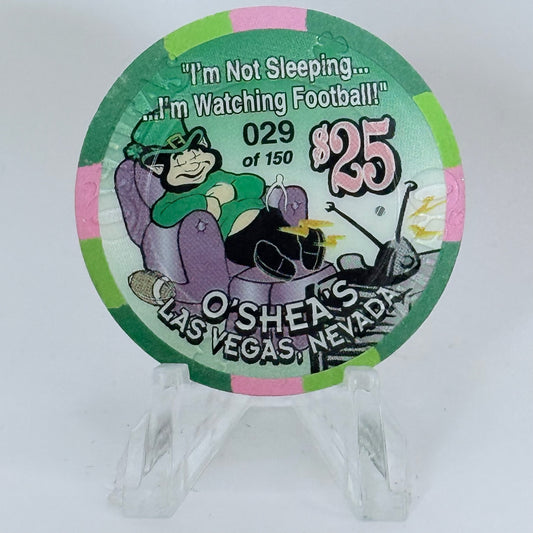 "I'm Not Sleeping...
...I'm Watching Football!"
029
of 150
$25
O'SHEA'S
LAS VEGAS, NEVADA